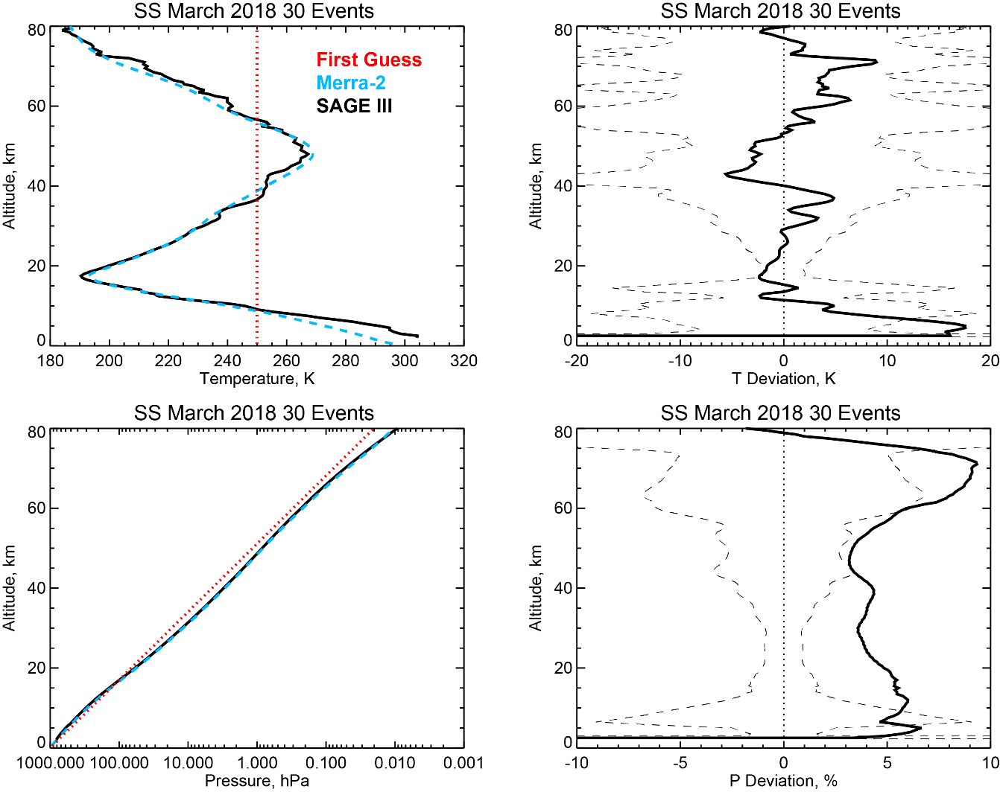 SS March 2018 30 Events
80
60
40
20
0
Altitude, km
First Guess
Merra-2
SAGE III
180 200 220 240 260 280 300 320
Temperature, K
SS March 2018 30 Events
80
60
40
20
0
Altitude, km
-20 -10 0 10 20
T Deviation, K
SS March 2018 30 Events
80
60
40
20
0
Altitude, km
1000.000 100.000 10.000 1.000 0.100 0.010 0.001
Pressure, hPa
SS March 2018 30 Events
80
60
40
20
0
Altitude, km
-10 -5 0 5 10
P Deviation, %